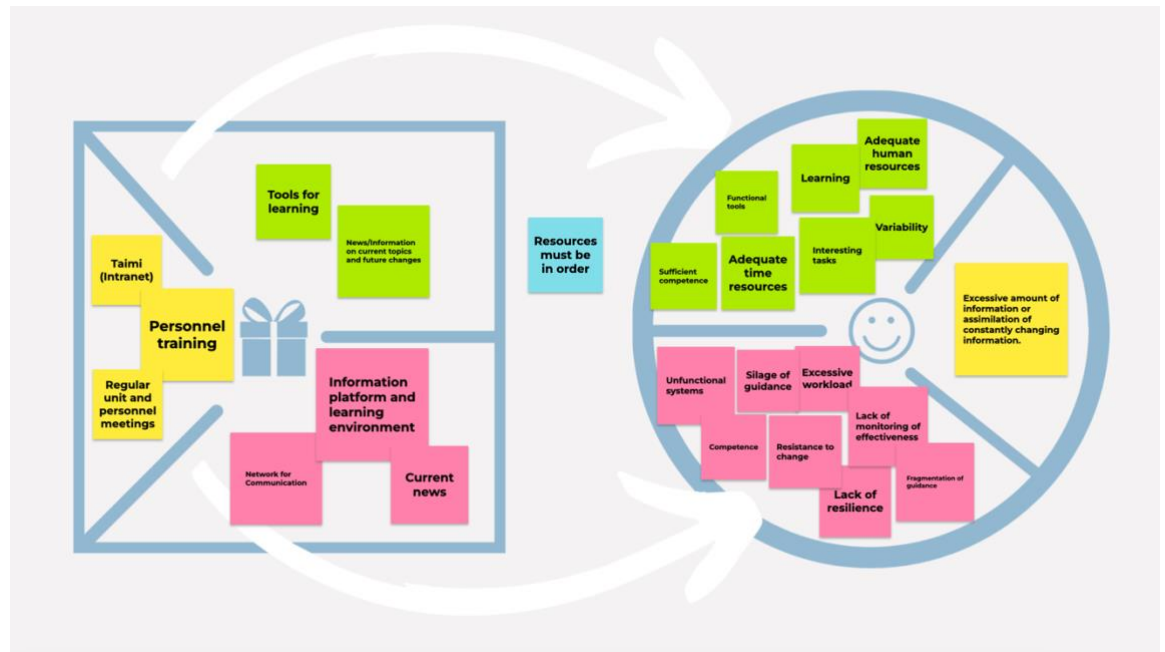 Taimi
(Intranet)
Personnel
training
Regular
unit and
personnel
meetings
Tools for
learning
News/Information
on current topics
and future changes
Information
platform and
learning
environment
Network for
Communication
Current
news
Resources
must be
in order
Adequate
human
resources
Learning
Functional
tools
Variability
Interesting
tasks
Adequate
time
resources
Sufficient
competence
Excessive amount of
information or
assimilation of
constantly changing
information.
Unfunctional
systems
Silage of
guidance
Excessive
workload
Lack of
monitoring of
effectiveness
Competence
Resistance to
change
Lack of
resilience
Fragmentation of
guidance